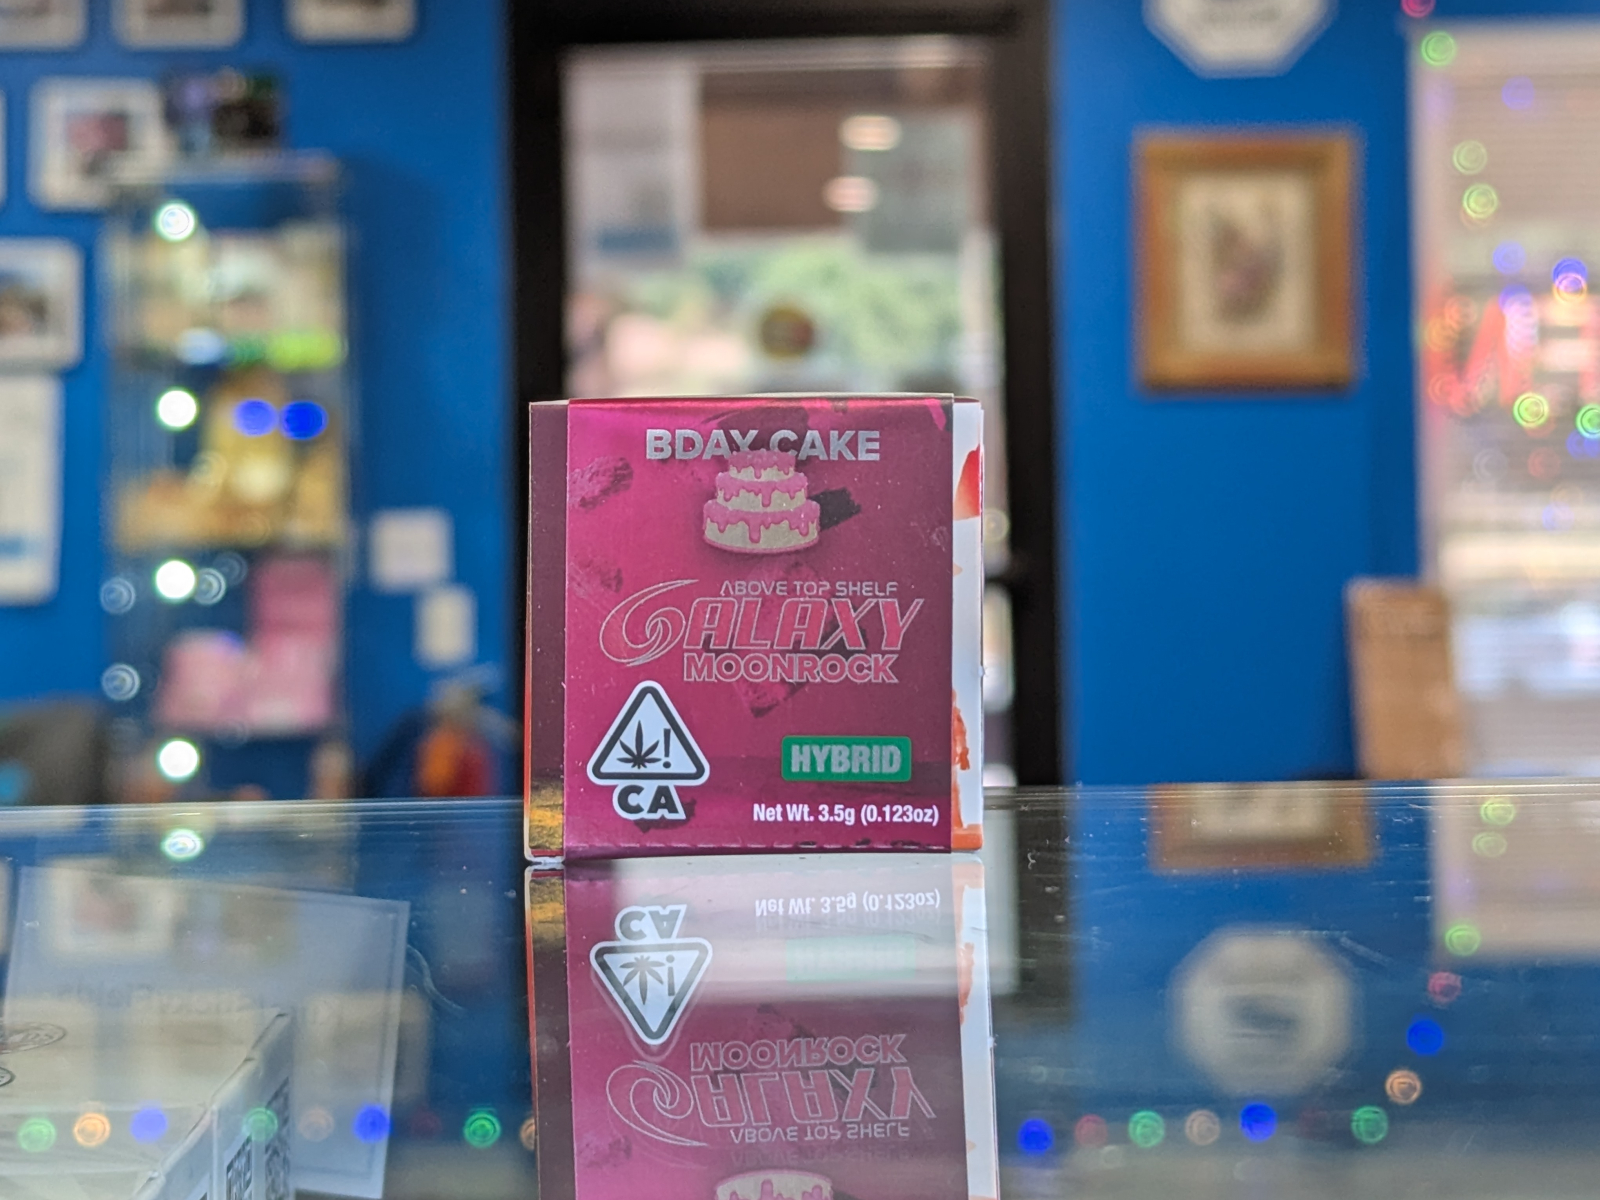 BDAY CAKE
ABOVE TOP SHELF
GALAXY
MOONROCK
CA
HYBRID
Net Wt. 3.5g (0.123oz)